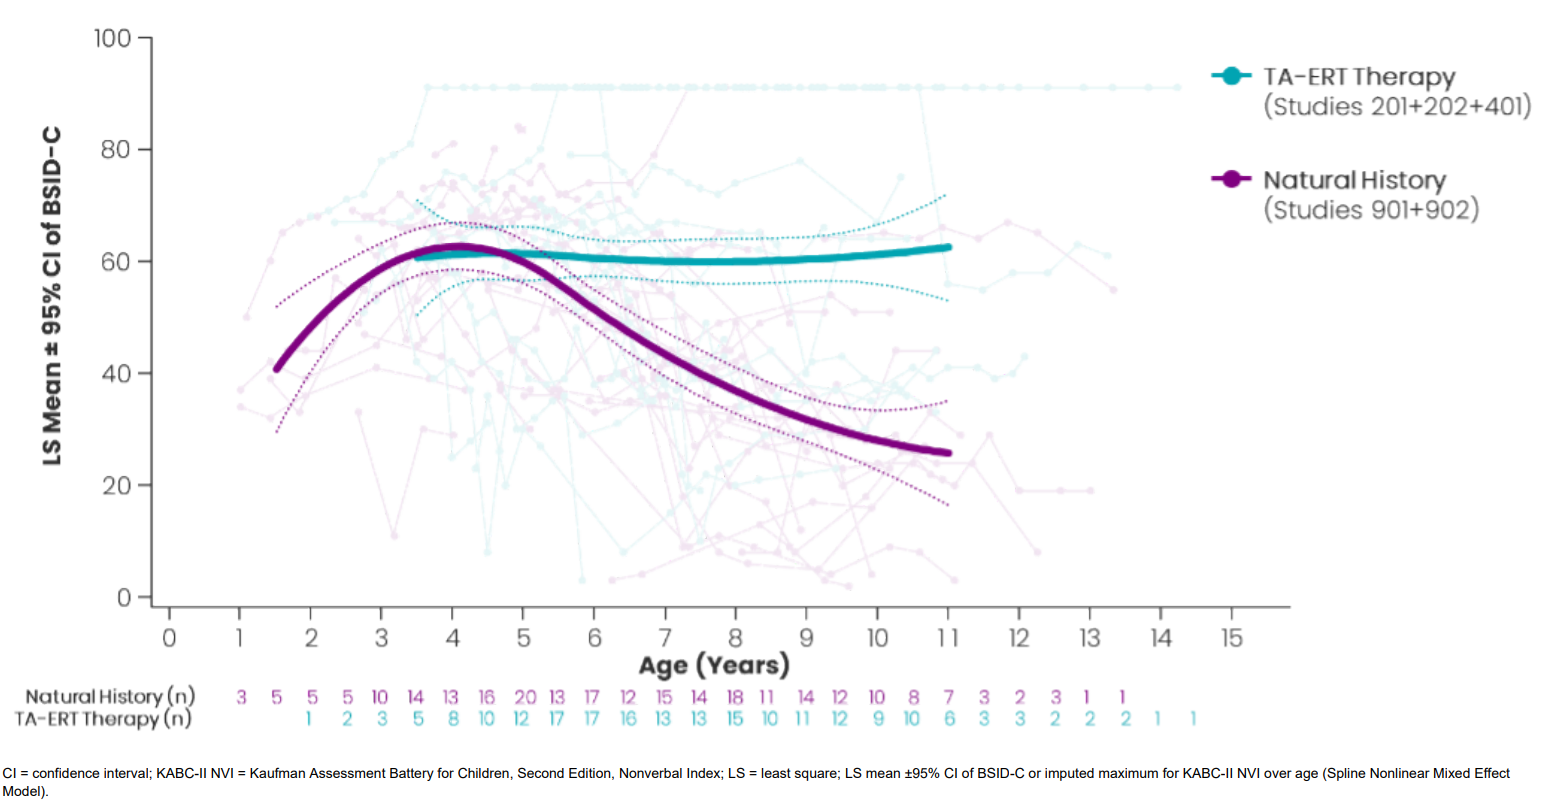 100
80
60
40
20
0
LS Mean ± 95% CI of BSID-C
TA-ERT Therapy
(Studies 201+202+401)
Natural History
(Studies 901+902)
0 1 2 3 4 5 6 7 8 9 10 11 12 13 14 15
Age (Years)
Natural History (n) 3 5 5 5 10 14 13 16 20 13 17 12 15 14 18 11 14 12 10 8 7 3 2 3 1 1
TA-ERT Therapy (n) 1 2 3 5 8 10 12 17 17 16 13 13 15 10 11 12 9 10 6 3 3 2 2 2 1 1
CI = confidence interval; KABC-II NVI = Kaufman Assessment Battery for Children, Second Edition, Nonverbal Index; LS = least square; LS mean ±95% CI of BSID-C or imputed maximum for KABC-II NVI over age (Spline Nonlinear Mixed Effect
Model).